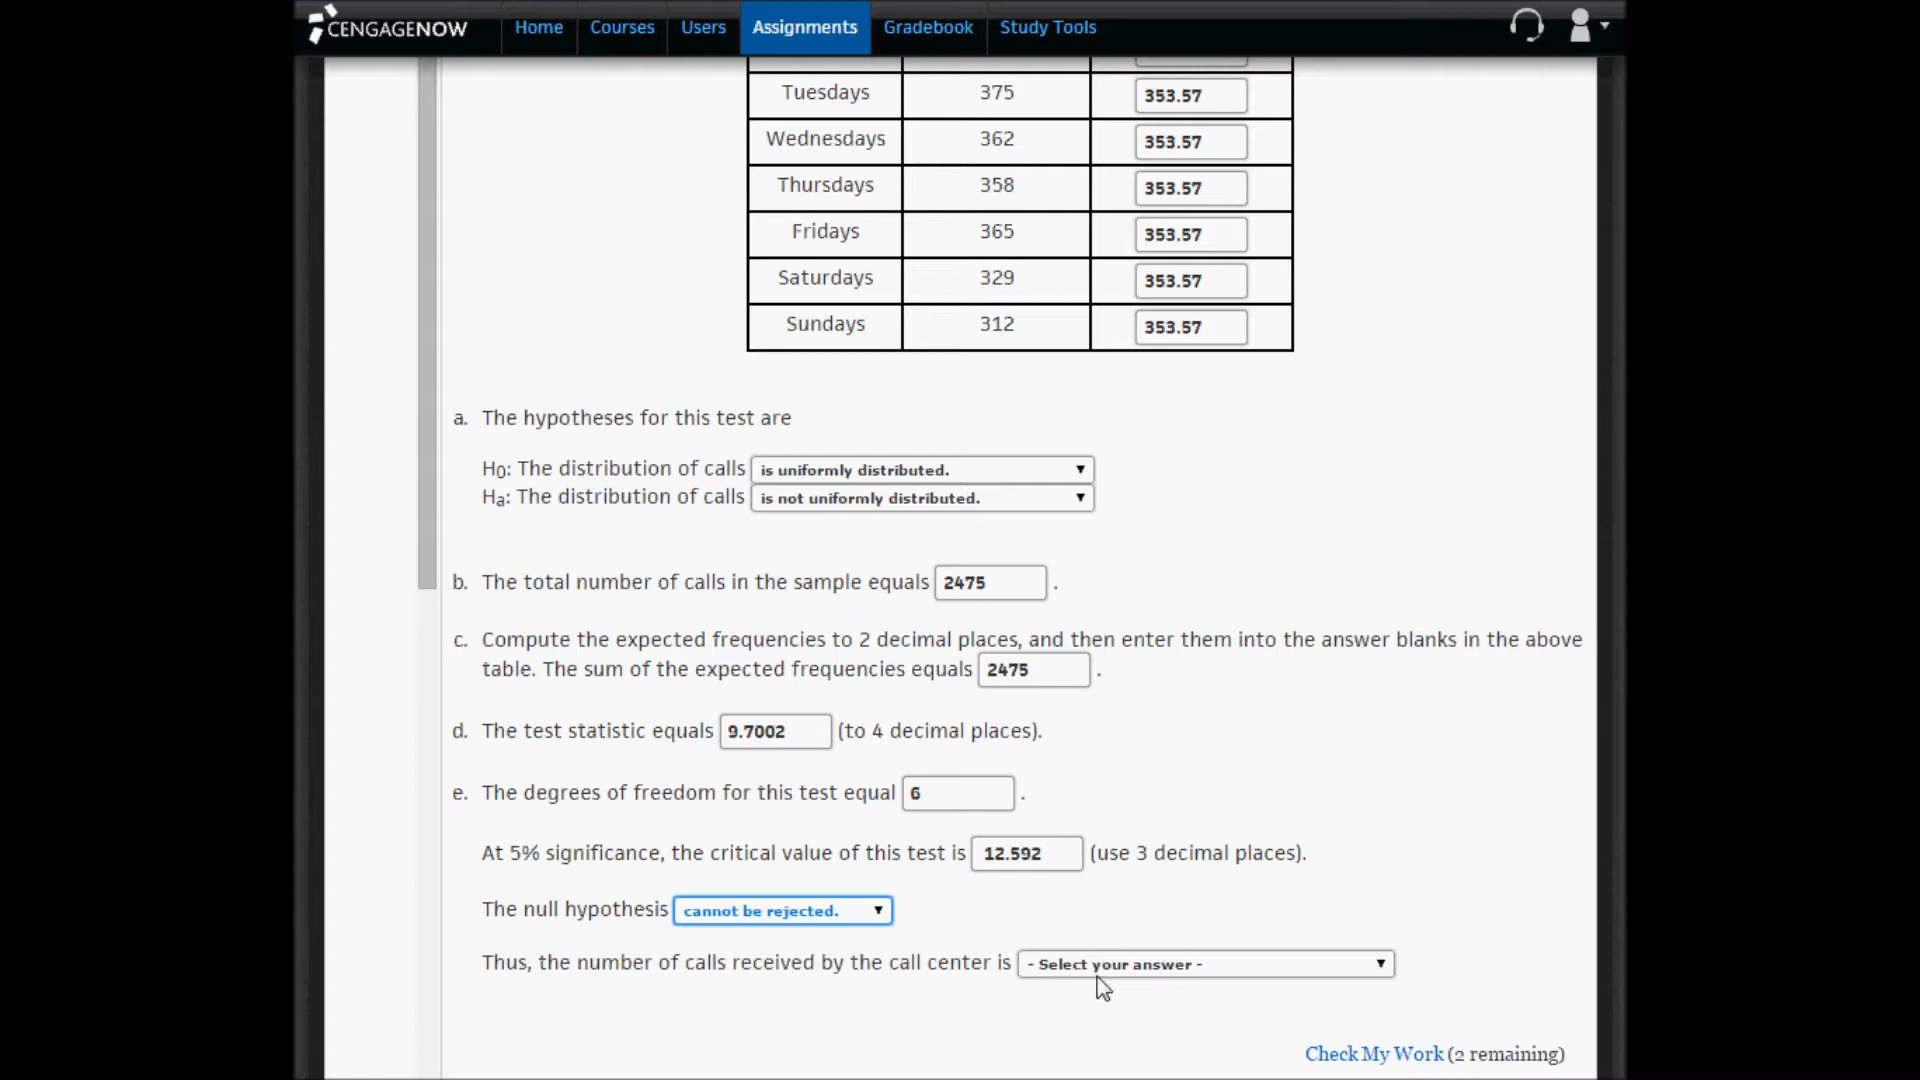 CENGAGENOW Home Courses Users Assignments Gradebook Study Tools
Tuesdays 375 353.57
Wednesdays 362 353.57
Thursdays 358 353.57
Fridays 365 353.57
Saturdays 329 353.57
Sundays 312 353.57
a. The hypotheses for this test are
H0: The distribution of calls is uniformly distributed.
Ha: The distribution of calls is not uniformly distributed.
b. The total number of calls in the sample equals 2475 .
c. Compute the expected frequencies to 2 decimal places, and then enter them into the answer blanks in the above
table. The sum of the expected frequencies equals 2475 .
d. The test statistic equals 9.7002 (to 4 decimal places).
e. The degrees of freedom for this test equal 6 .
At 5% significance, the critical value of this test is 12.592 (use 3 decimal places).
The null hypothesis cannot be rejected.
Thus, the number of calls received by the call center is - Select your answer -
Check My Work (2 remaining)